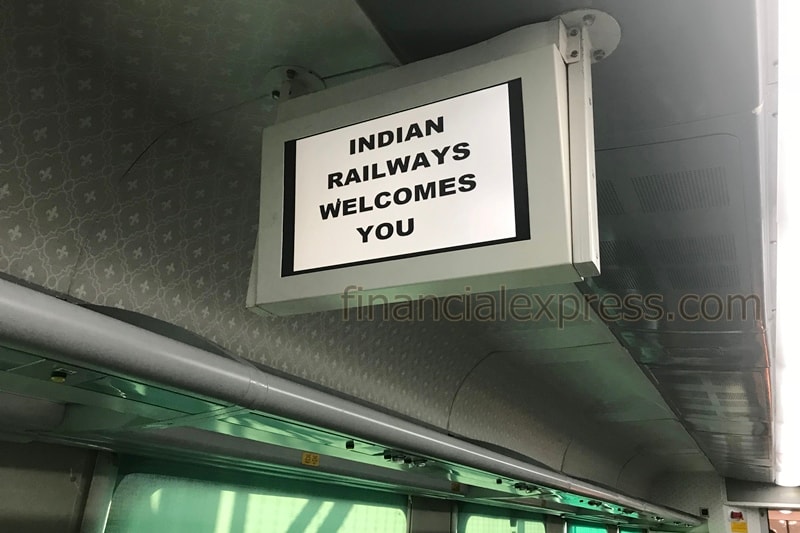 INDIAN
RAILWAYS
WELCOMES
YOU
financialexpress.com